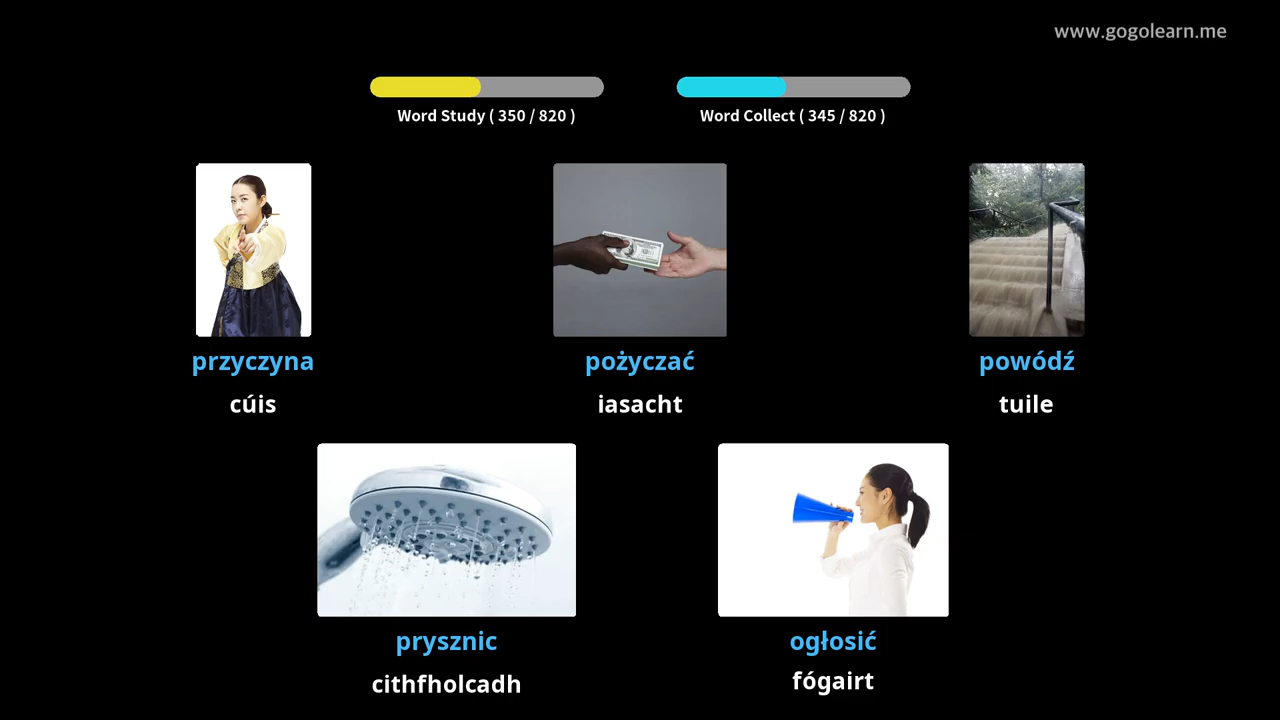 www.gogolearn.me
Word Study ( 350 / 820 )
Word Collect ( 345 / 820 )
przyczyna
cúis
pożyczać
iasacht
powódź
tuile
prysznic
cithfholcadh
ogłosić
fógairt